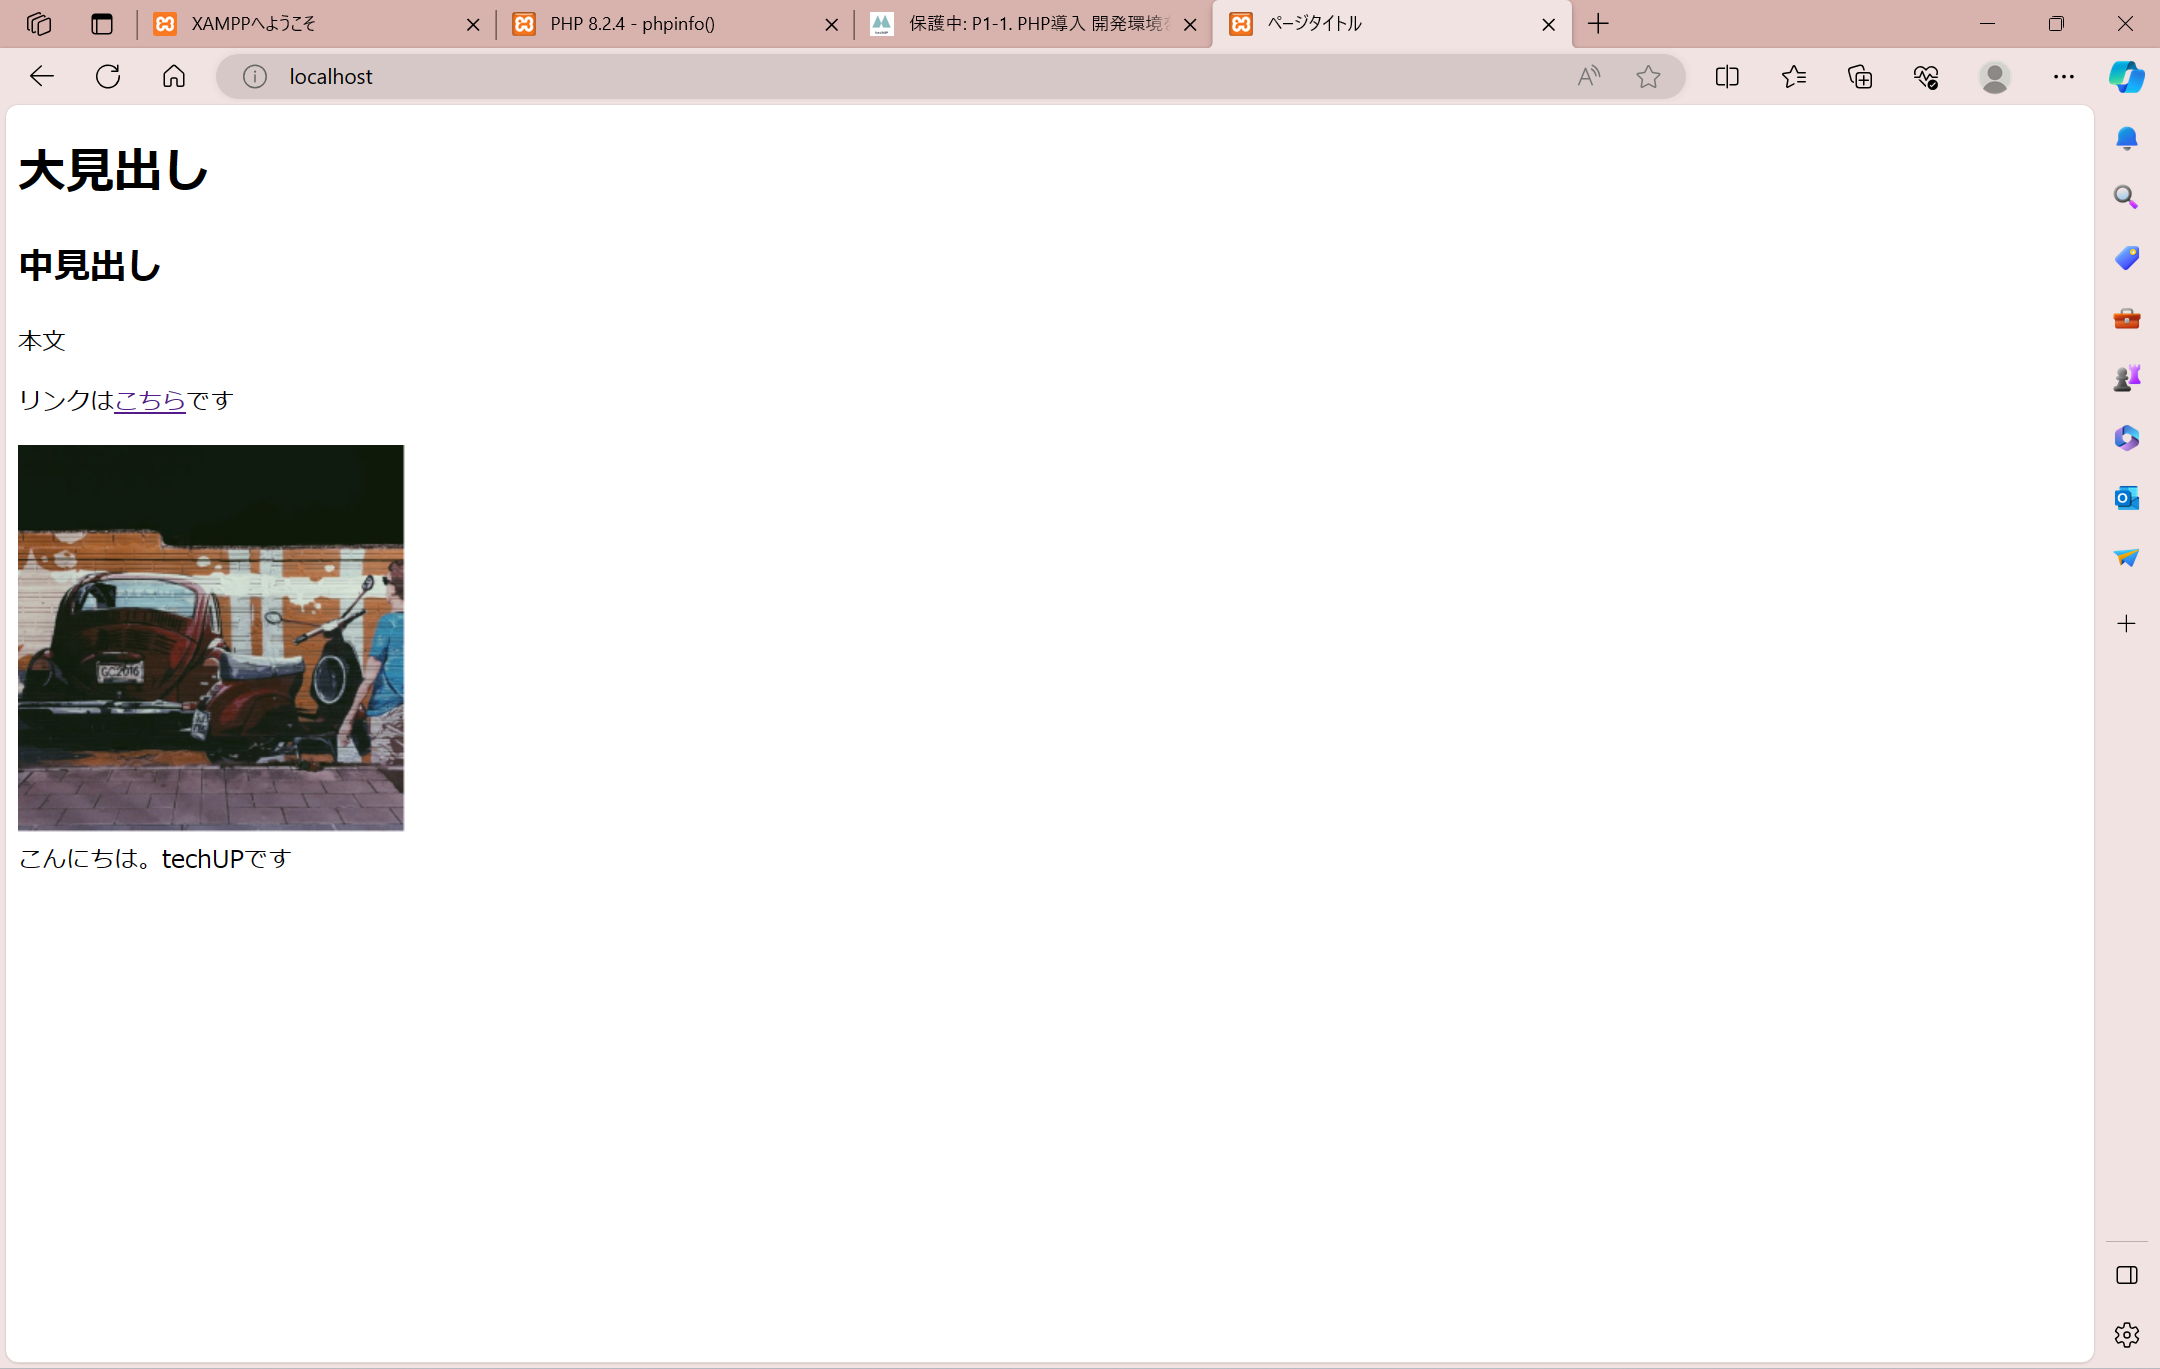 XAMPPへようこそ
PHP 8.2.4 - phpinfo()
保護中: P1-1. PHP導入 開発環境
ページタイトル
localhost
大見出し
中見出し
本文
リンクはこちらです
GC2016
こんにちは。techUPです